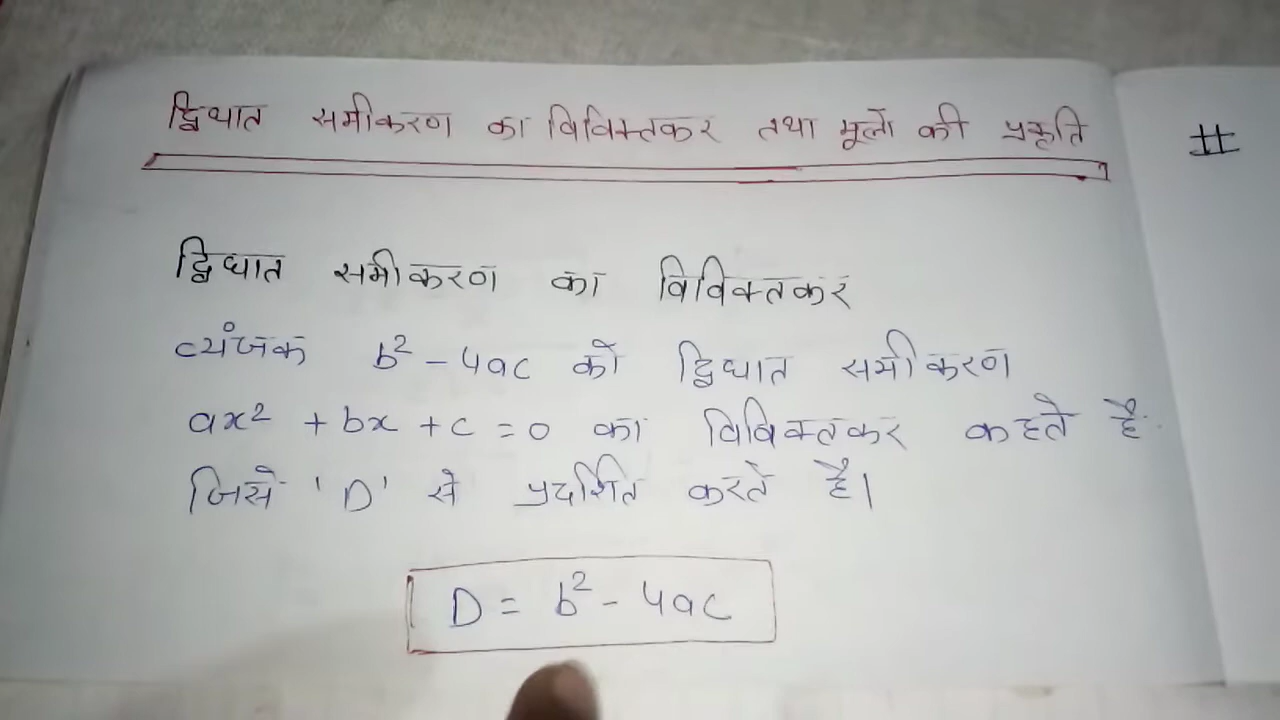 द्विघात समीकरण का विविक्तकर तथा मूलों की प्रकृति
#
द्विघात समीकरण का विविक्तकर
व्यंजक b² - 4ac को द्विघात समीकरण
ax² + bx + c = 0 का विविक्तकर कहते है.
जिसे 'D' से प्रदर्शित करते है।
D = b² - 4ac